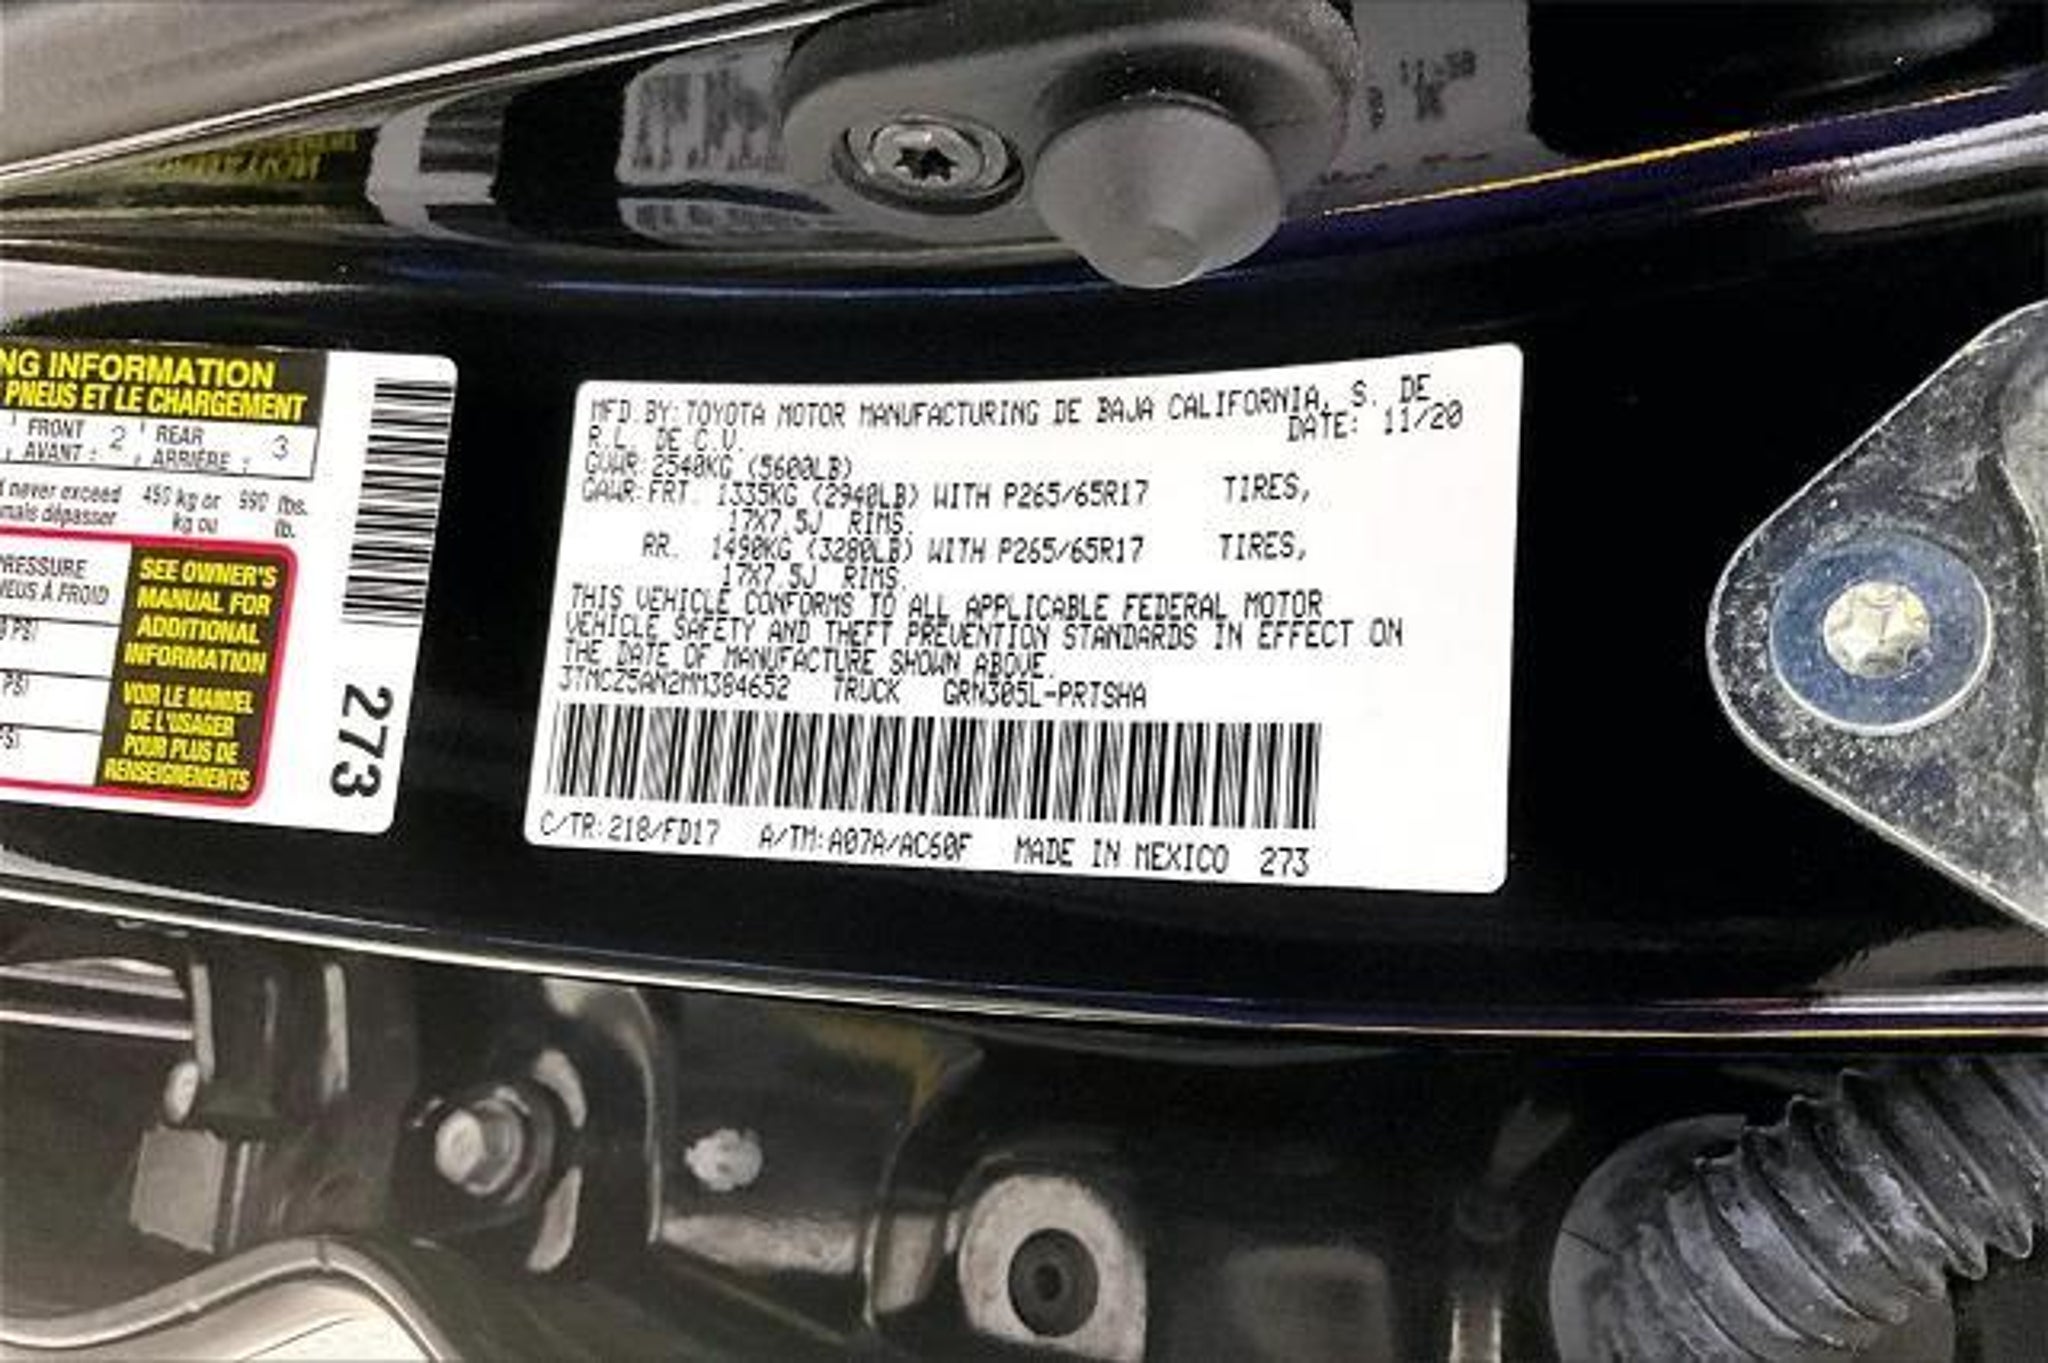 NG INFORMATION
PNEUS ET LE CHARGEMENT
FRONT 2 REAR 3
AVANT : , ARRIÈRE :
never exceed 450 kg or 990 lbs.
mais dépasser kg ou lb.
PRESSURE
NEUS À FROID
PSI
PSI
PSI
SEE OWNER'S
MANUAL FOR
ADDITIONAL
INFORMATION
VOIR LE MANUEL
DE L'USAGER
POUR PLUS DE
RENSEIGNEMENTS
273
MFD. BY: TOYOTA MOTOR MANUFACTURING DE BAJA CALIFORNIA, S. DE
R.L. DE C.V. DATE: 11/20
GVWR: 2540KG (5600LB)
GAWR: FRT. 1335KG (2940LB) WITH P265/65R17 TIRES,
17X7.5J RIMS.
RR. 1490KG (3280LB) WITH P265/65R17 TIRES,
17X7.5J RIMS.
THIS VEHICLE CONFORMS TO ALL APPLICABLE FEDERAL MOTOR
VEHICLE SAFETY AND THEFT PREVENTION STANDARDS IN EFFECT ON
THE DATE OF MANUFACTURE SHOWN ABOVE.
3TMCZ5AN2MM384652 TRUCK GRN305L-PRTSHA
C/TR: 218/FD17 A/TM: A07A/AC60F MADE IN MEXICO 273